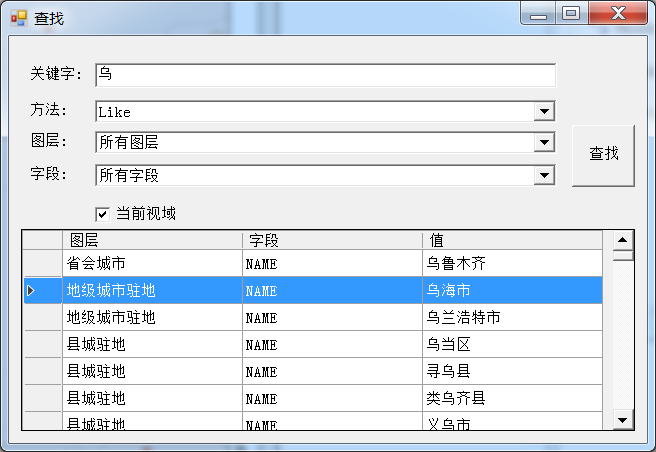 查找
关键字: 乌
方法: Like
图层: 所有图层
字段: 所有字段
查找
当前视域
图层 字段 值
省会城市 NAME 乌鲁木齐
地级城市驻地 NAME 乌海市
地级城市驻地 NAME 乌兰浩特市
县城驻地 NAME 乌当区
县城驻地 NAME 寻乌县
县城驻地 NAME 类乌齐县
县城驻地 NAME 义乌市